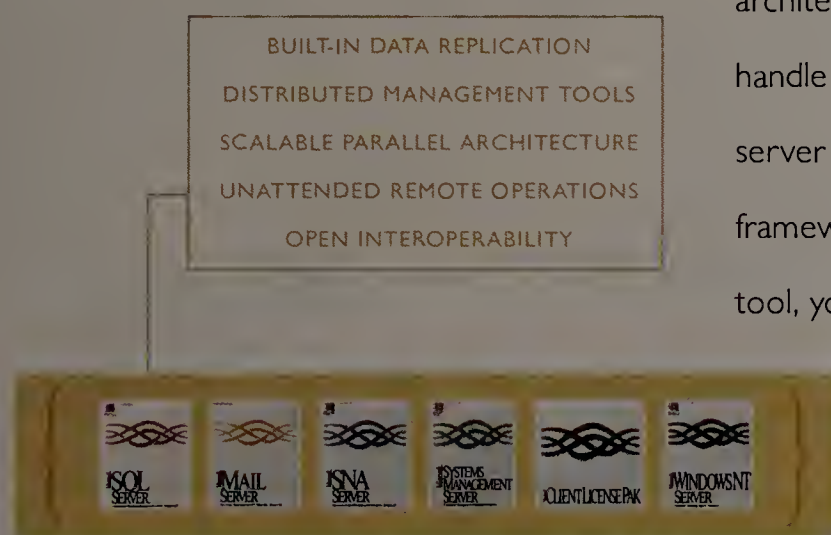 BUILT-IN DATA REPLICATION
DISTRIBUTED MANAGEMENT TOOLS
SCALABLE PARALLEL ARCHITECTURE
UNATTENDED REMOTE OPERATIONS
OPEN INTEROPERABILITY
handle
server
tool,
SQL
SERVER
MAIL
SERVER
SNA
SERVER
SYSTEMS
MANAGEMENT
SERVER
CLIENT LICENSE PAK
WINDOWS NT
SERVER